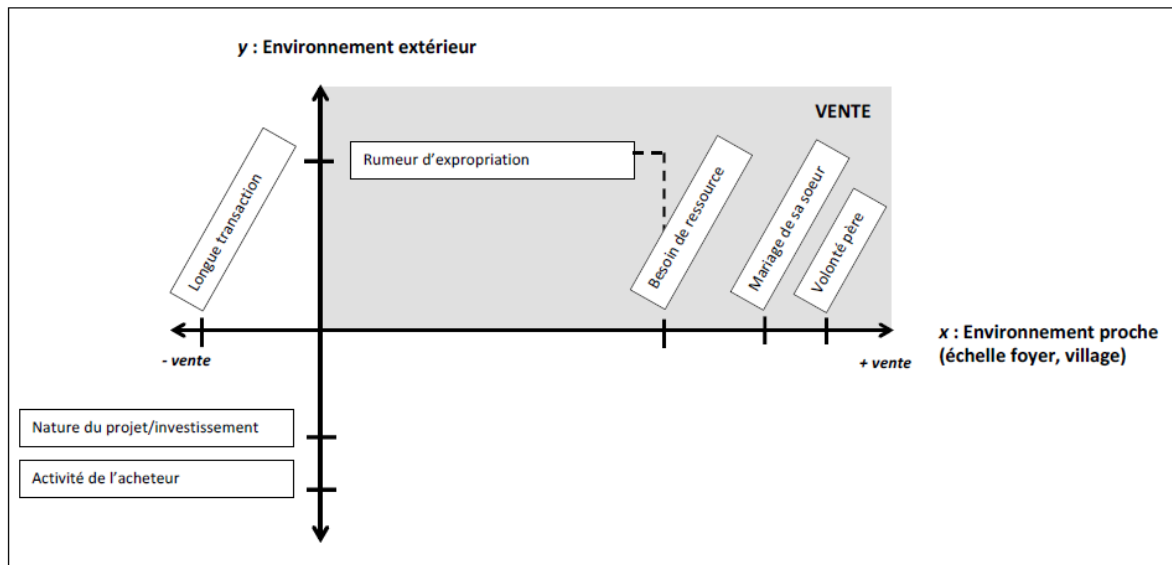 y : Environnement extérieur
VENTE
Rumeur d'expropriation
Longue transaction
Besoin de ressource
Mariage de sa soeur
Volonté père
x : Environnement proche
(échelle foyer, village)
- vente
+ vente
Nature du projet/investissement
Activité de l'acheteur